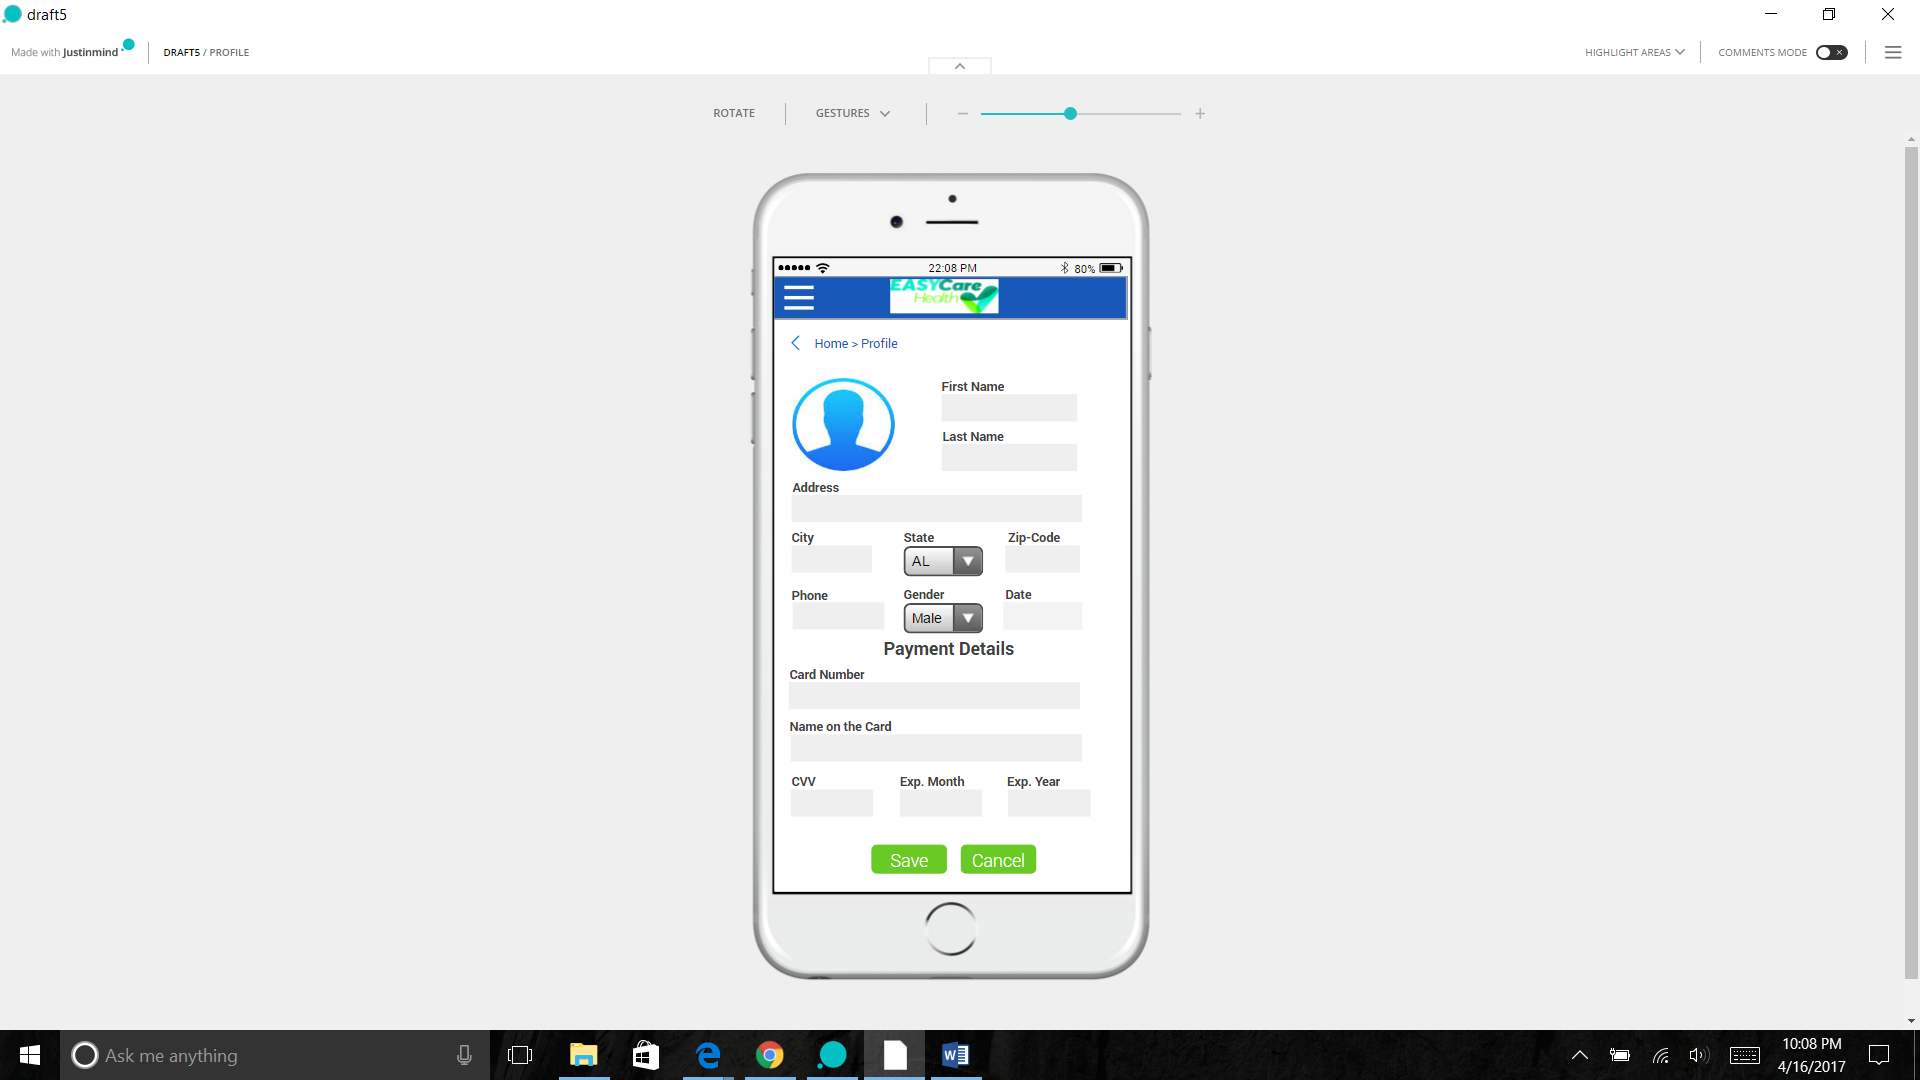 draft5
Made with Justinmind
DRAFT5 / PROFILE
HIGHLIGHT AREAS
COMMENTS MODE
ROTATE
GESTURES
22:08 PM
80%
EASYCare
Health
Home > Profile
First Name
Last Name
Address
City
State
Zip-Code
AL
Phone
Gender
Date
Male
Payment Details
Card Number
Name on the Card
CVV
Exp. Month
Exp. Year
Save
Cancel
Ask me anything
10:08 PM
4/16/2017